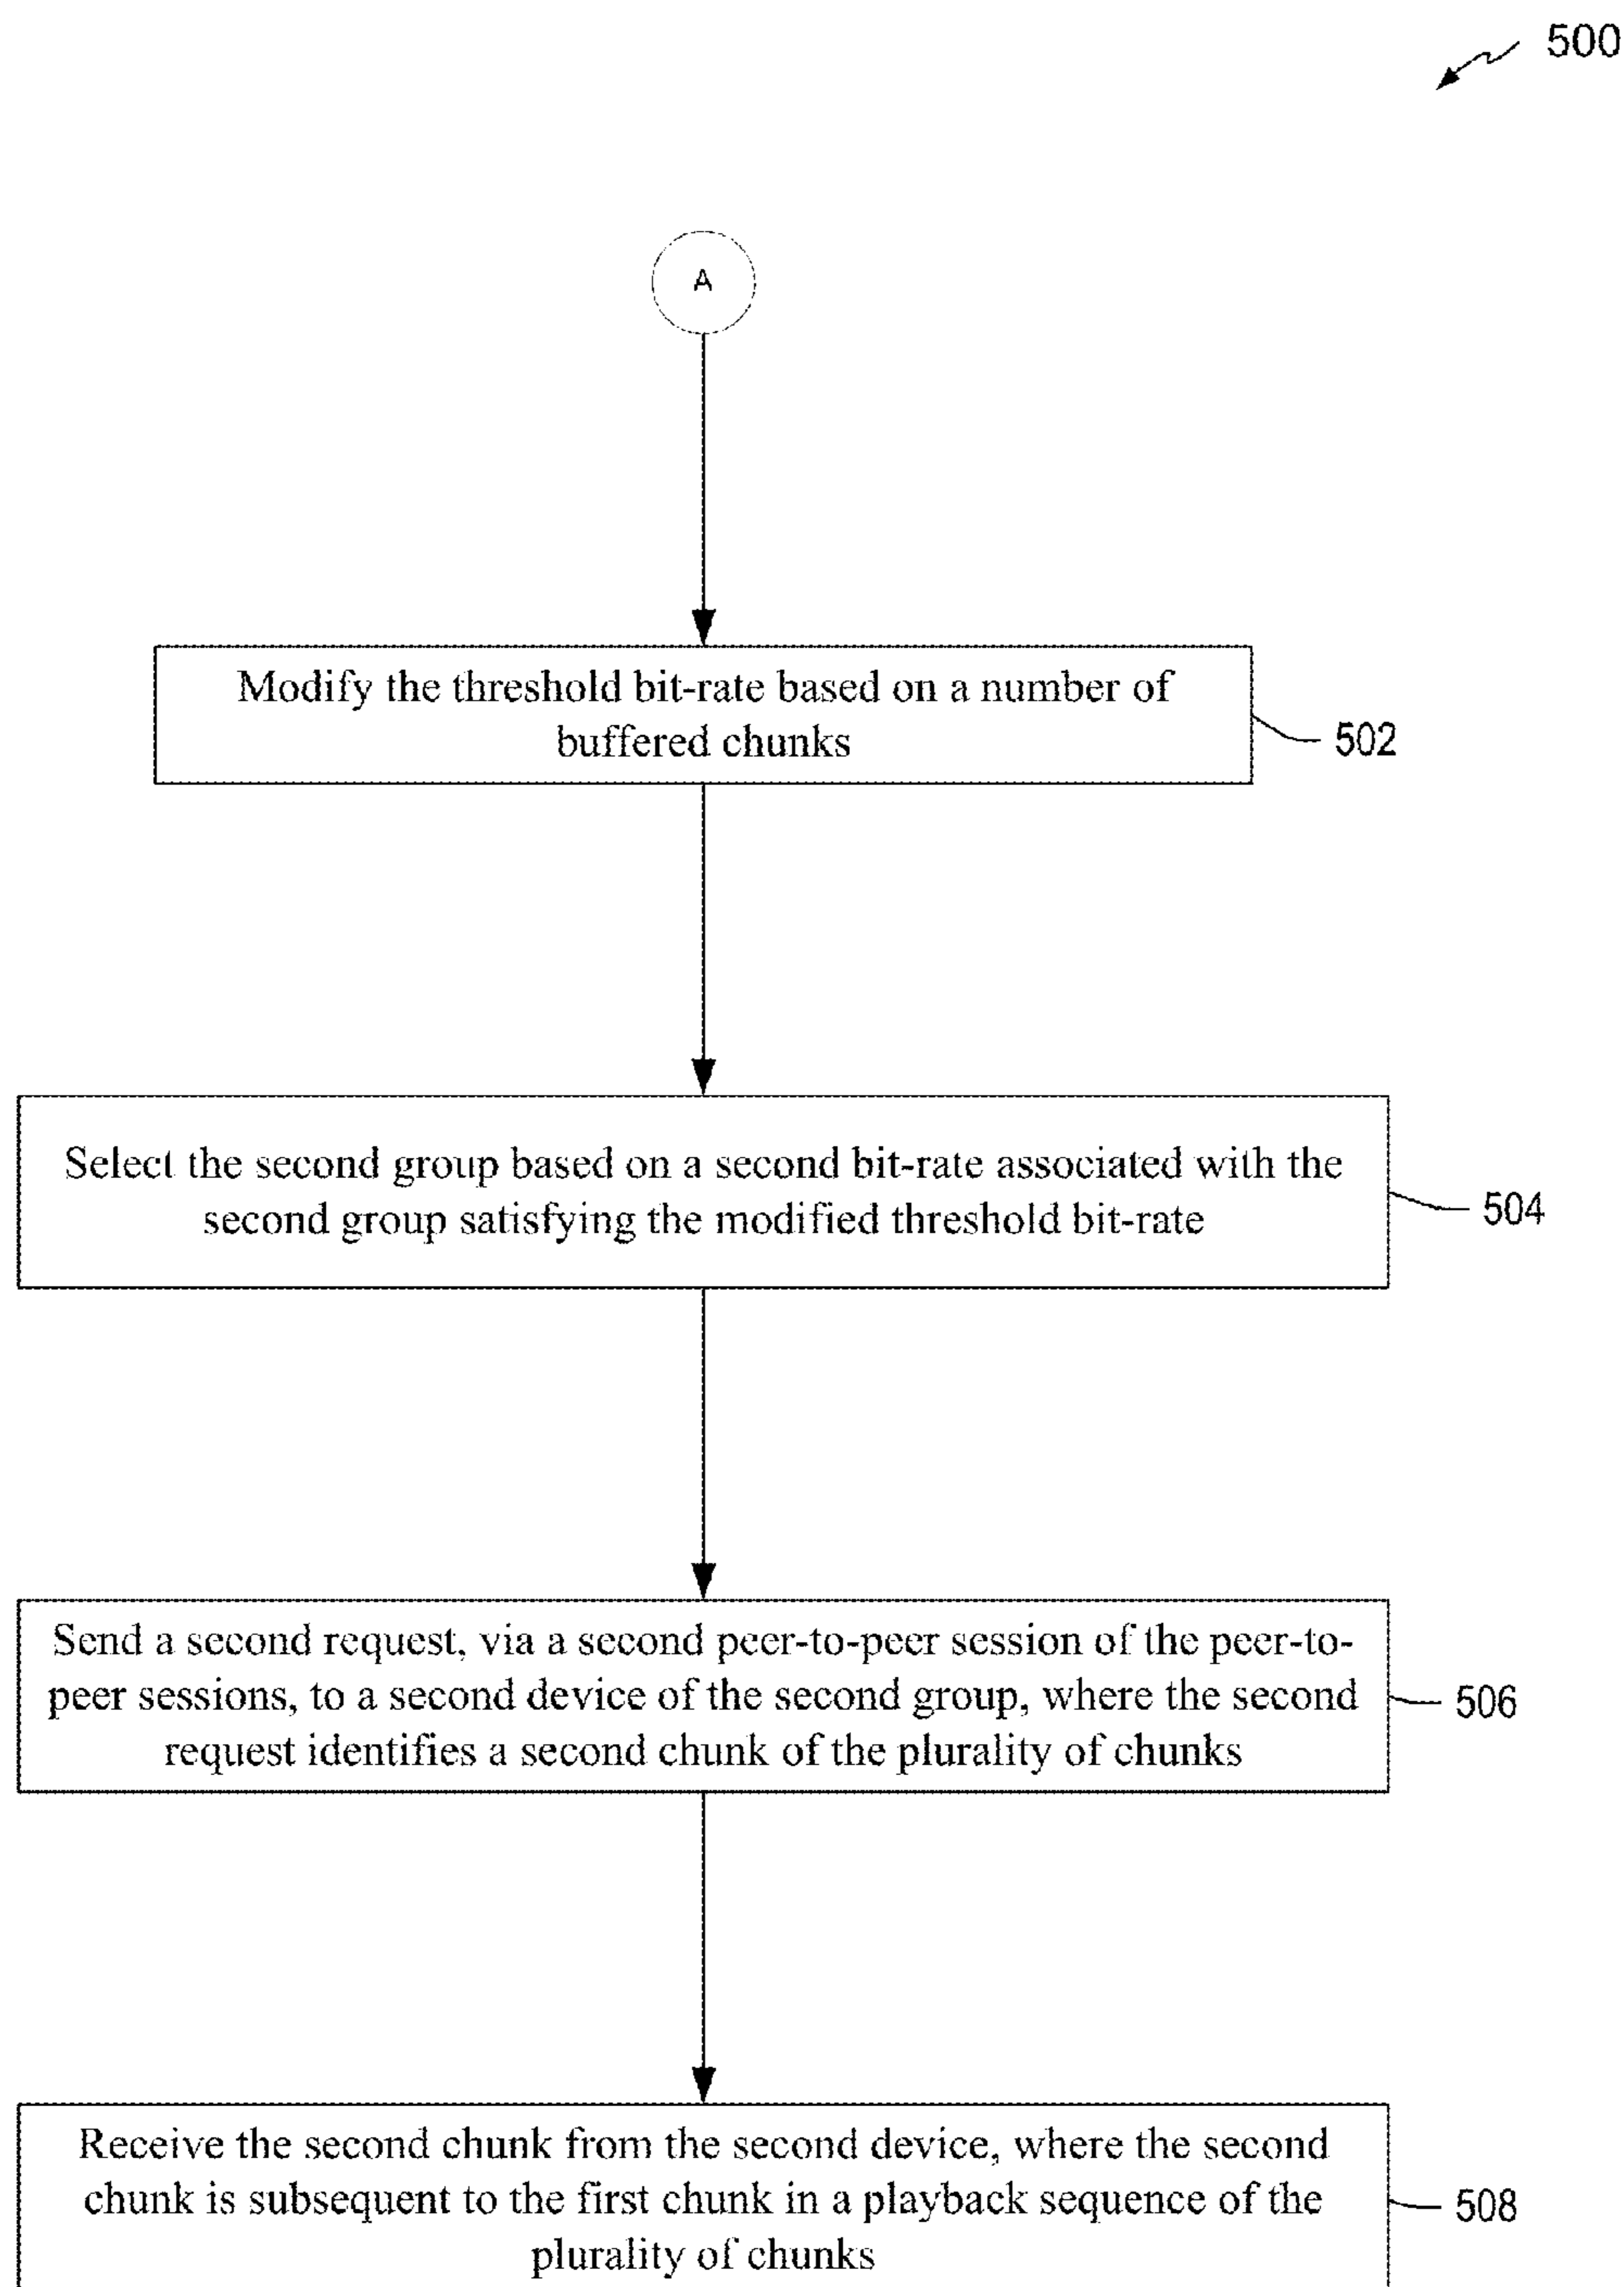 500
A
Modify the threshold bit-rate based on a number of
buffered chunks
502
Select the second group based on a second bit-rate associated with the
second group satisfying the modified threshold bit-rate
504
Send a second request, via a second peer-to-peer session of the peer-to-
peer sessions, to a second device of the second group, where the second
request identifies a second chunk of the plurality of chunks
506
Receive the second chunk from the second device, where the second
chunk is subsequent to the first chunk in a playback sequence of the
plurality of chunks
508